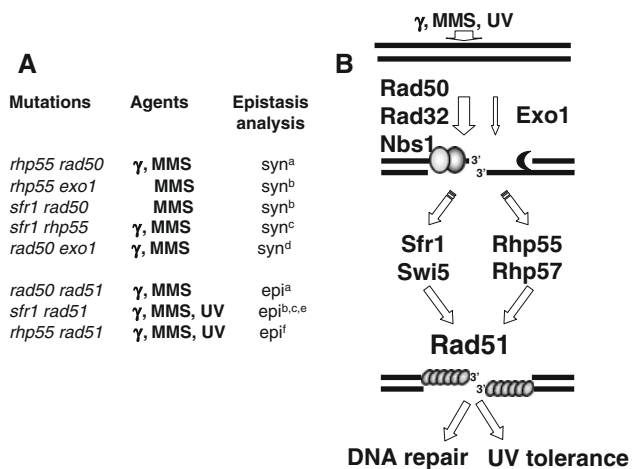 A
Mutations Agents Epistasis analysis
rhp55 rad50 γ, MMS synᵃ
rhp55 exo1 MMS synᵇ
sfr1 rad50 MMS synᵇ
sfr1 rhp55 γ, MMS synᶜ
rad50 exo1 γ, MMS synᵈ
rad50 rad51 γ, MMS epiᵃ
sfr1 rad51 γ, MMS, UV epiᵇ,ᶜ,ᵉ
rhp55 rad51 γ, MMS, UV epiᶠ
B
γ, MMS, UV
Rad50
Rad32
Nbs1
Exo1
3’
3’
Sfr1
Swi5
Rhp55
Rhp57
Rad51
3’
3’
DNA repair UV tolerance